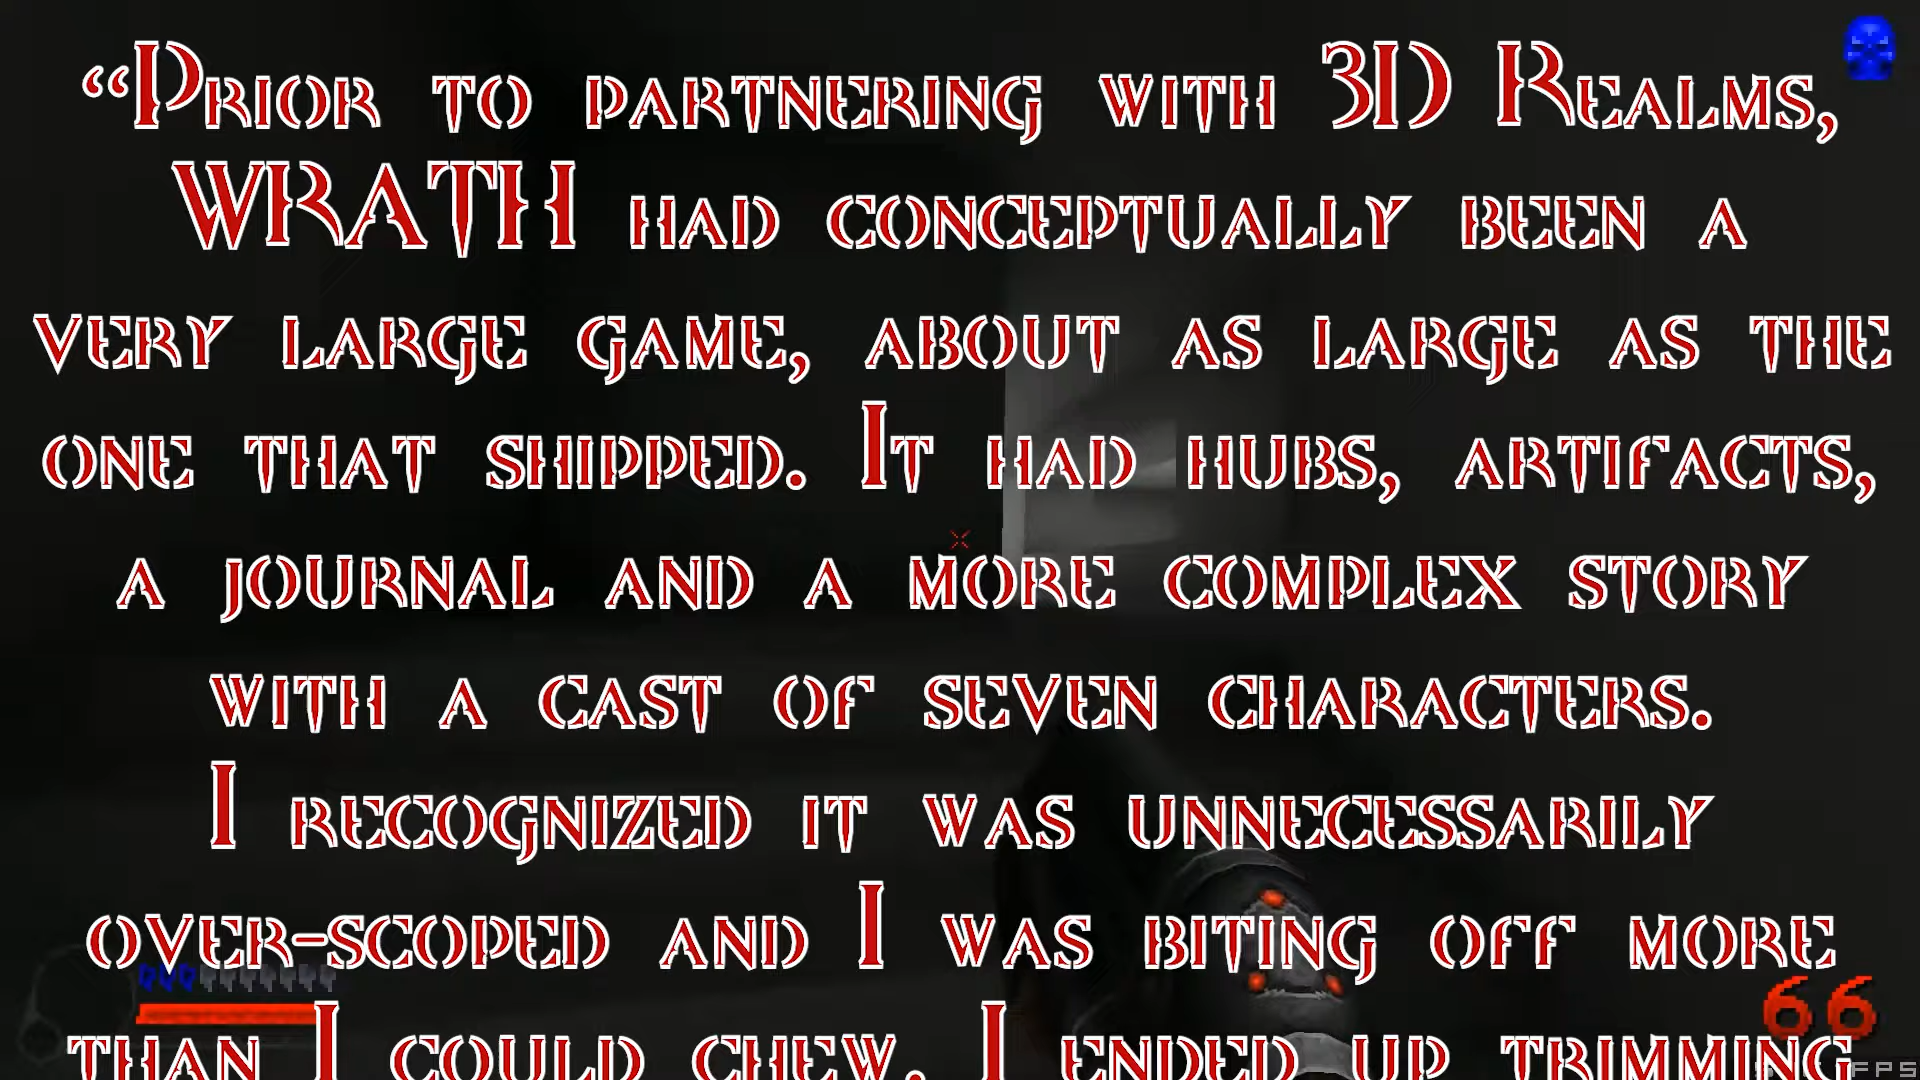 “Prior to partnering with 3D Realms,
WRATH had conceptually been a
very large game, about as large as the
one that shipped. It had hubs, artifacts,
a journal and a more complex story
with a cast of seven characters.
I recognized it was unnecessarily
over-scoped and I was biting off more
than I could chew. I ended up trimming
66
FPS